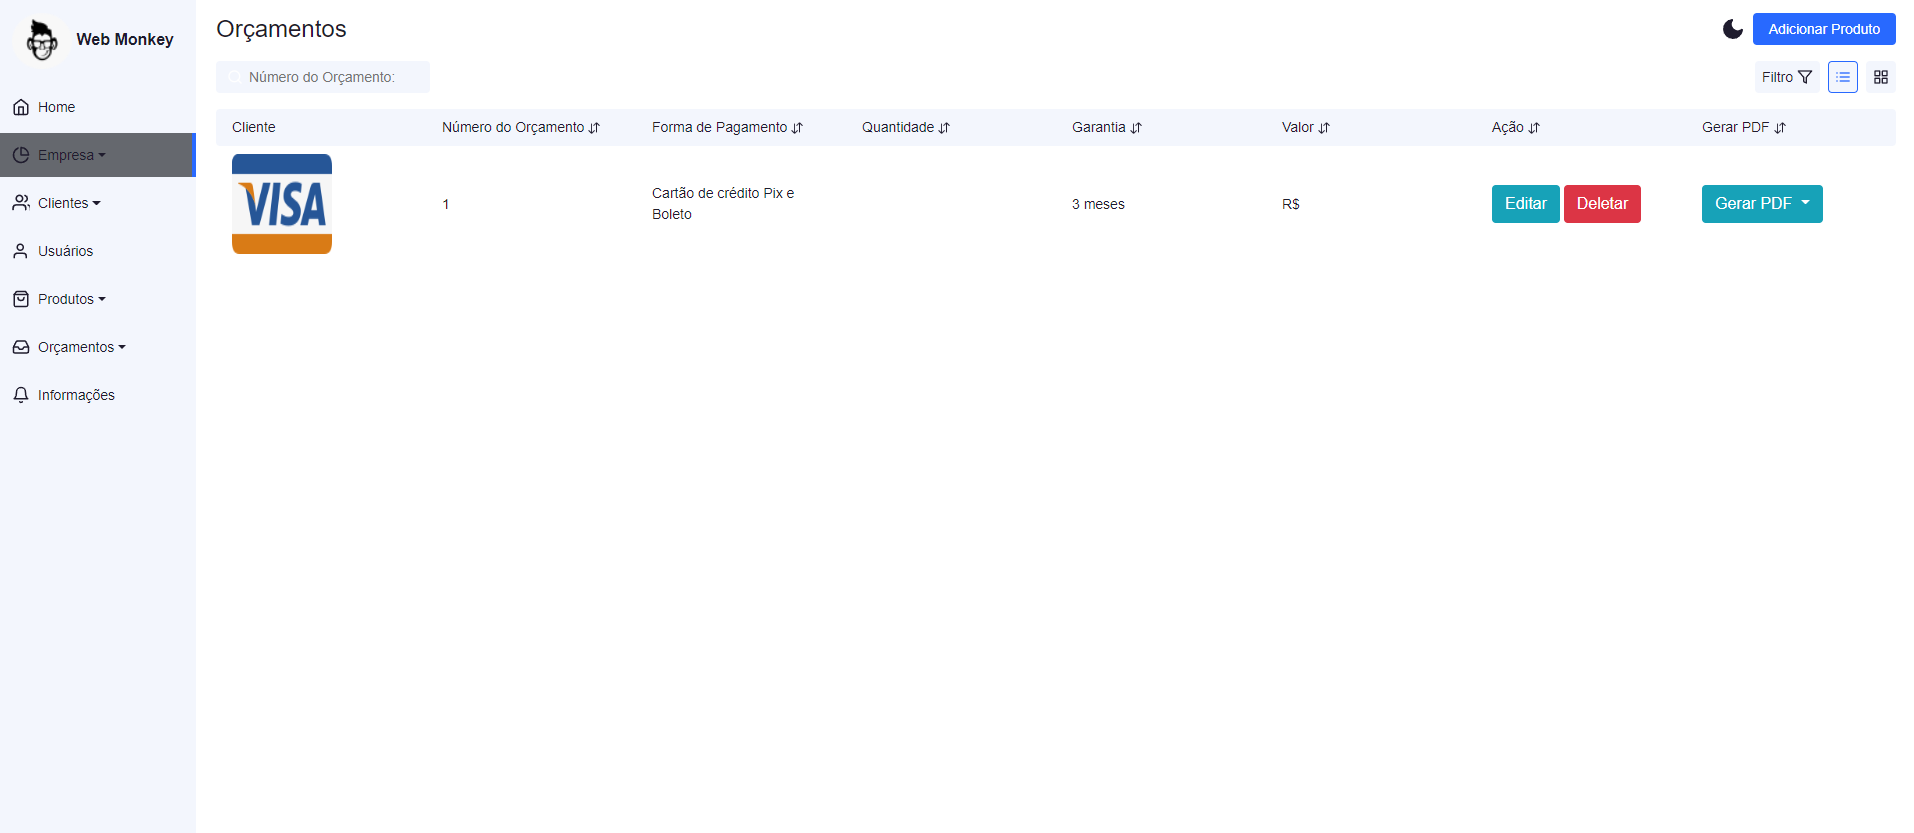 Web Monkey
Home
Empresa
Clientes
Usuários
Produtos
Orçamentos
Informações
Orçamentos
Adicionar Produto
Número do Orçamento:
Filtro
Cliente Número do Orçamento Forma de Pagamento Quantidade Garantia Valor Ação Gerar PDF
VISA
1
Cartão de crédito Pix e
Boleto
3 meses
R$
Editar Deletar
Gerar PDF